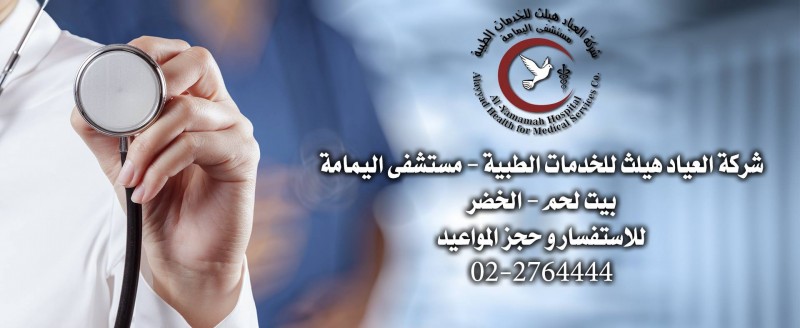 شركة العياد هيلث للخدمات الطبية
مستشفى اليمامة
Al-Yamamah Hospital
Alayyad Health for Medical Services Co.
شركة العياد هيلث للخدمات الطبية - مستشفى اليمامة
بيت لحم - الخضر
للاستفسار و حجز المواعيد
02-2764444